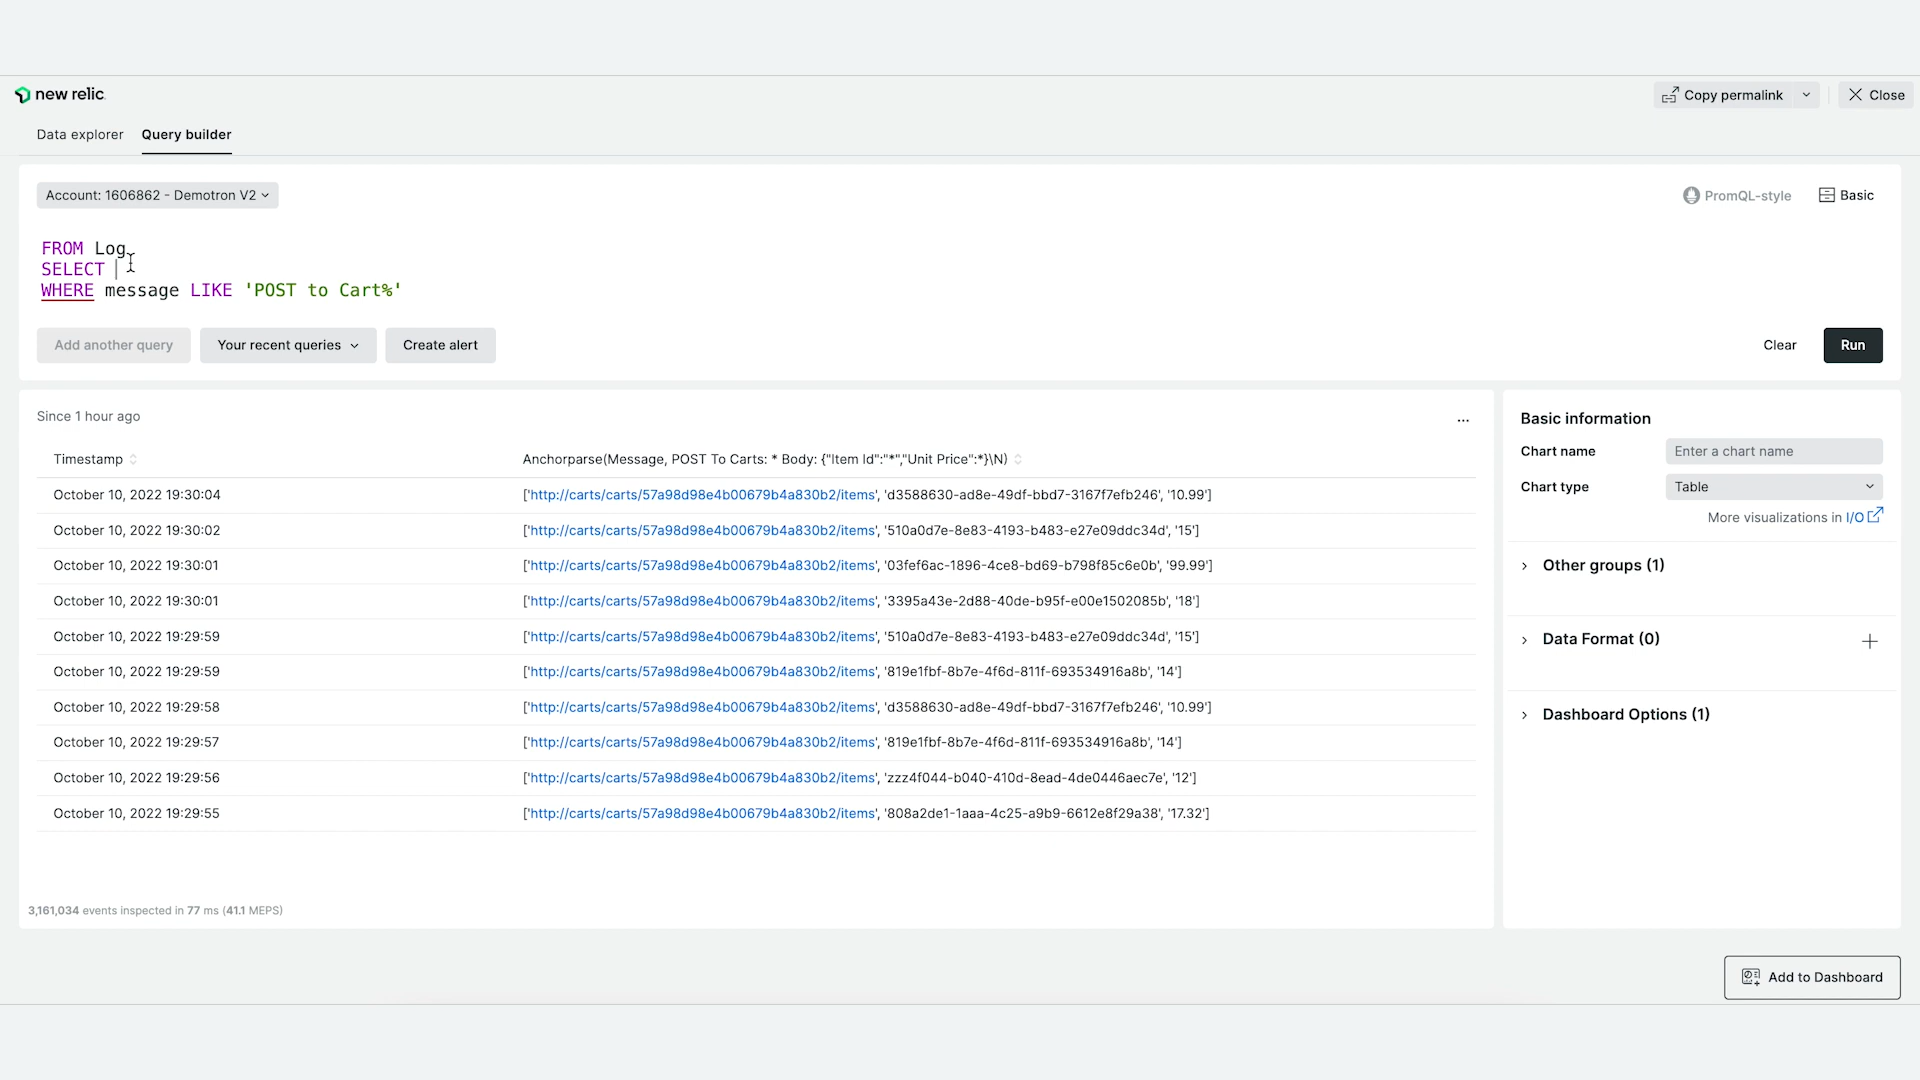 new relic
Copy permalink
Close
Data explorer
Query builder
Account: 1606862 - Demotron V2
PromQL-style
Basic
FROM Log
SELECT
WHERE message LIKE 'POST to Cart%'
Add another query
Your recent queries
Create alert
Clear
Run
Since 1 hour ago
...
Timestamp
Anchorparse(Message, POST To Carts: * Body: {"Item Id":"*","Unit Price":*}\N)
October 10, 2022 19:30:04
['http://carts/carts/57a98d98e4b00679b4a830b2/items', 'd3588630-ad8e-49df-bbd7-3167f7efb246', '10.99']
October 10, 2022 19:30:02
['http://carts/carts/57a98d98e4b00679b4a830b2/items', '510a0d7e-8e83-4193-b483-e27e09ddc34d', '15']
October 10, 2022 19:30:01
['http://carts/carts/57a98d98e4b00679b4a830b2/items', '03fef6ac-1896-4ce8-bd69-b798f85c6e0b', '99.99']
October 10, 2022 19:30:01
['http://carts/carts/57a98d98e4b00679b4a830b2/items', '3395a43e-2d88-40de-b95f-e00e1502085b', '18']
October 10, 2022 19:29:59
['http://carts/carts/57a98d98e4b00679b4a830b2/items', '510a0d7e-8e83-4193-b483-e27e09ddc34d', '15']
October 10, 2022 19:29:59
['http://carts/carts/57a98d98e4b00679b4a830b2/items', '819e1fbf-8b7e-4f6d-811f-693534916a8b', '14']
October 10, 2022 19:29:58
['http://carts/carts/57a98d98e4b00679b4a830b2/items', 'd3588630-ad8e-49df-bbd7-3167f7efb246', '10.99']
October 10, 2022 19:29:57
['http://carts/carts/57a98d98e4b00679b4a830b2/items', '819e1fbf-8b7e-4f6d-811f-693534916a8b', '14']
October 10, 2022 19:29:56
['http://carts/carts/57a98d98e4b00679b4a830b2/items', 'zzz4f044-b040-410d-8ead-4de0446aec7e', '12']
October 10, 2022 19:29:55
['http://carts/carts/57a98d98e4b00679b4a830b2/items', '808a2de1-1aaa-4c25-a9b9-6612e8f29a38', '17.32']
3,161,034 events inspected in 77 ms (41.1 MEPS)
Basic information
Chart name
Enter a chart name
Chart type
Table
More visualizations in I/O
Other groups (1)
Data Format (0)
Dashboard Options (1)
Add to Dashboard